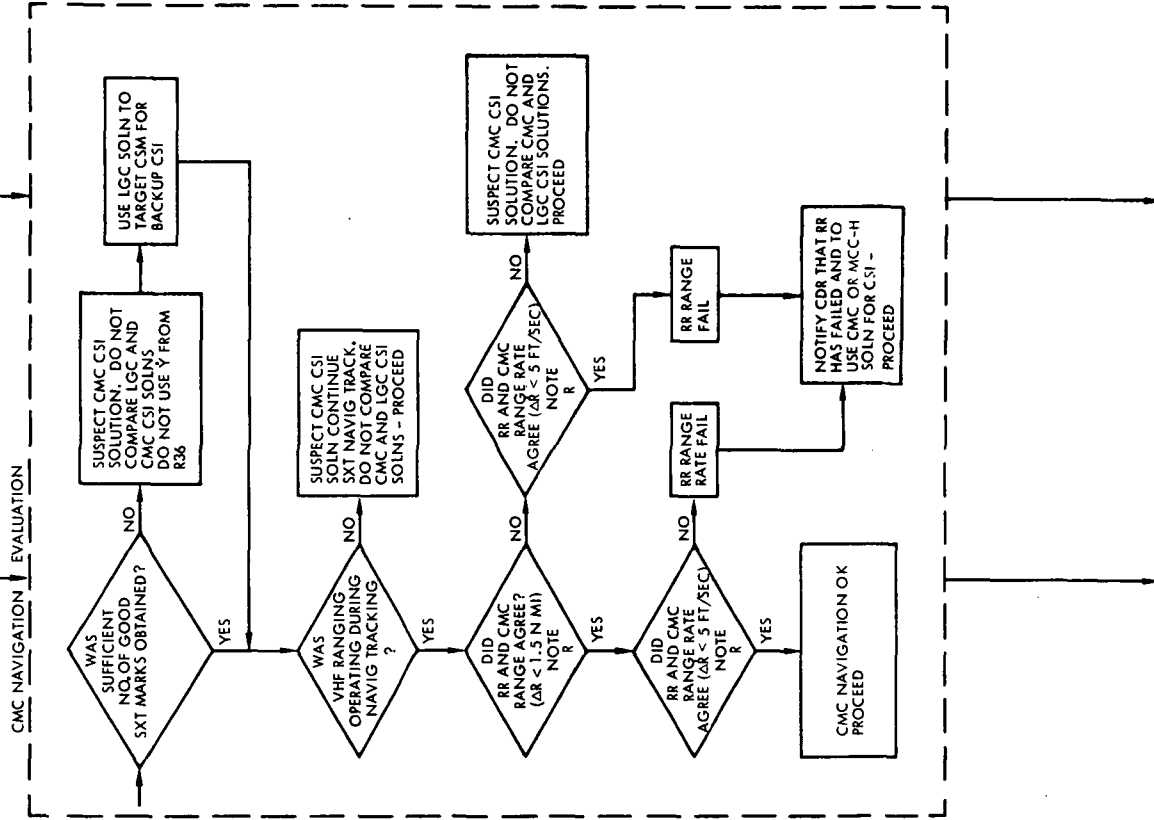 CMC NAVIGATION EVALUATION
WAS
SUFFICIENT
NO. OF GOOD
SXT MARKS OBTAINED?
NO
YES
SUSPECT CMC CSI
SOLUTION. DO NOT
COMPARE LGC AND
CMC CSI SOLNS
DO NOT USE Ẏ FROM
R36
USE LGC SOLN TO
TARGET CSM FOR
BACKUP CSI
WAS
VHF RANGING
OPERATING DURING
NAVIG TRACKING
?
NO
YES
SUSPECT CMC CSI
SOLN CONTINUE
SXT NAVIG TRACK.
DO NOT COMPARE
CMC AND LGC CSI
SOLNS - PROCEED
DID
RR AND CMC
RANGE AGREE?
(ΔR < 1.5 N MI)
NOTE
R
NO
YES
DID
RR AND CMC
RANGE RATE
AGREE (ΔR < 5 FT/SEC)
NOTE
R
NO
YES
SUSPECT CMC CSI
SOLUTION. DO NOT
COMPARE CMC AND
LGC CSI SOLUTIONS.
PROCEED
RR RANGE
FAIL
DID
RR AND CMC
RANGE RATE
AGREE (ΔR < 5 FT/SEC)
NOTE
R
NO
YES
RR RANGE
RATE FAIL
NOTIFY CDR THAT RR
HAS FAILED AND TO
USE CMC OR MCC-H
SOLN FOR CSI -
PROCEED
CMC NAVIGATION OK
PROCEED